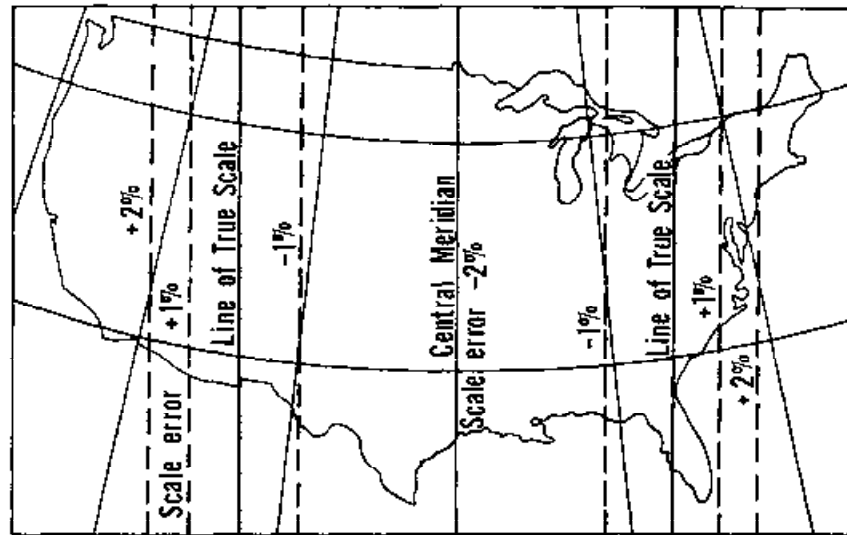 +2%
+1%
Scale error
Line of True Scale
-1%
Central Meridian
Scale error -2%
-1%
Line of True Scale
+1%
+2%